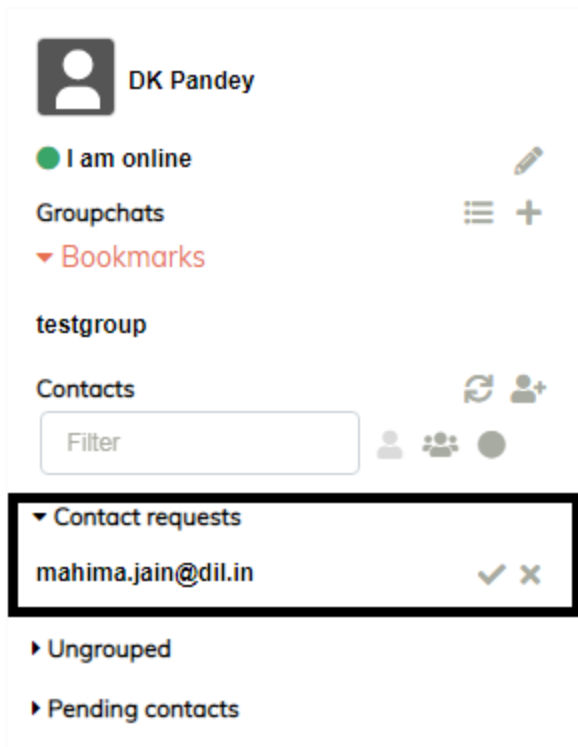 DK Pandey
I am online
Groupchats
Bookmarks
testgroup
Contacts
Filter
Contact requests
mahima.jain@dil.in
Ungrouped
Pending contacts